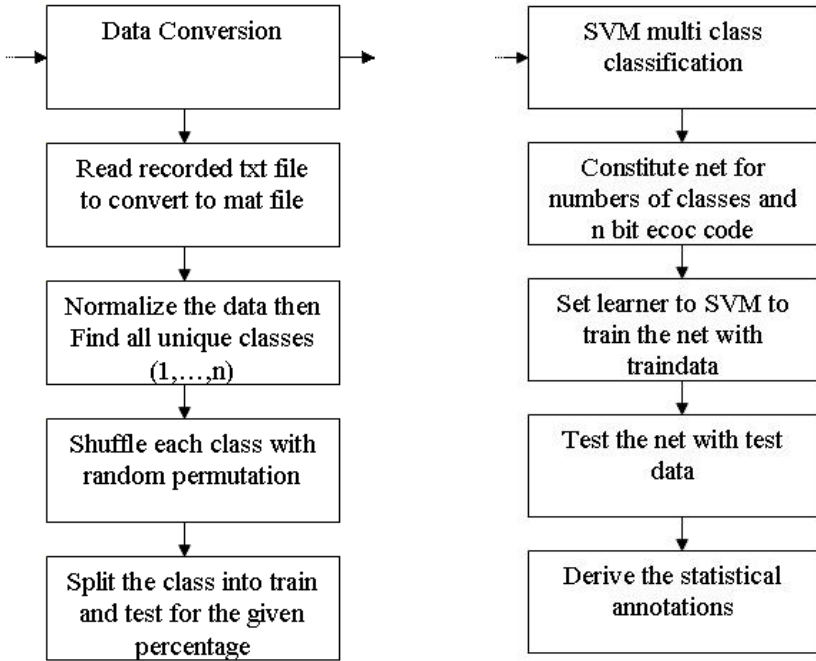 Data Conversion
Read recorded txt file
to convert to mat file
Normalize the data then
Find all unique classes
(1,…,n)
Shuffle each class with
random permutation
Split the class into train
and test for the given
percentage
SVM multi class
classification
Constitute net for
numbers of classes and
n bit ecoc code
Set learner to SVM to
train the net with
traindata
Test the net with test
data
Derive the statistical
annotations